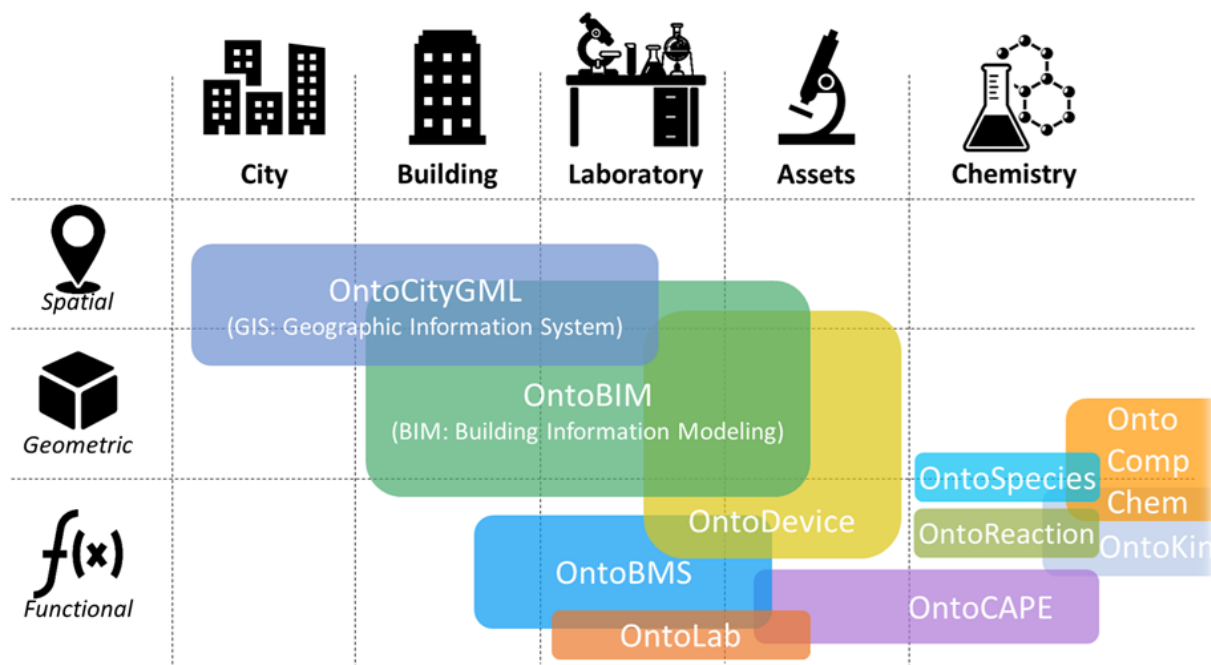 City
Building
Laboratory
Assets
Chemistry
Spatial
OntoCityGML
(GIS: Geographic Information System)
Geometric
OntoBIM
(BIM: Building Information Modeling)
Onto
Comp
Chem
OntoSpecies
OntoDevice
OntoReaction
OntoKin
f(x)
Functional
OntoBMS
OntoCAPE
OntoLab